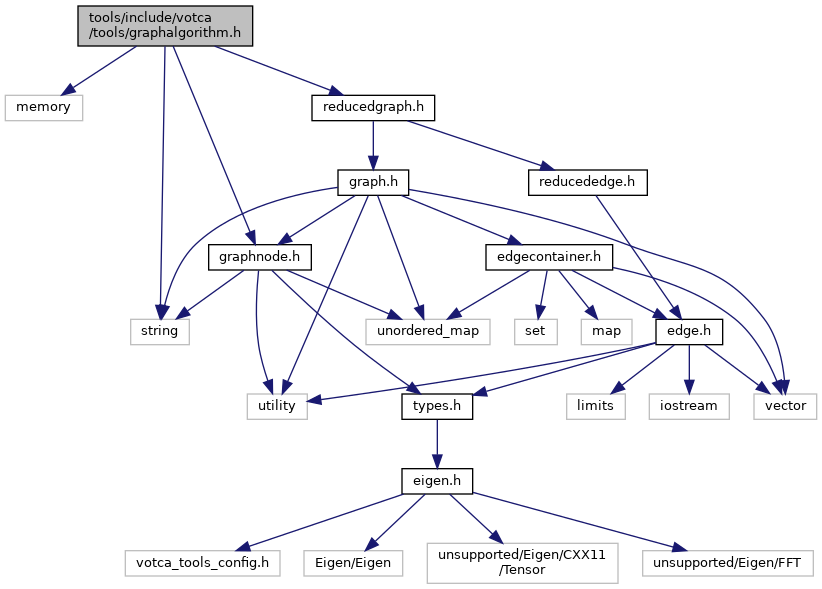 tools/include/votca
/tools/graphalgorithm.h
memory
reducedgraph.h
graph.h
reducededge.h
graphnode.h
edgecontainer.h
string
unordered_map
set
map
edge.h
utility
types.h
limits
iostream
vector
eigen.h
votca_tools_config.h
Eigen/Eigen
unsupported/Eigen/CXX11
/Tensor
unsupported/Eigen/FFT